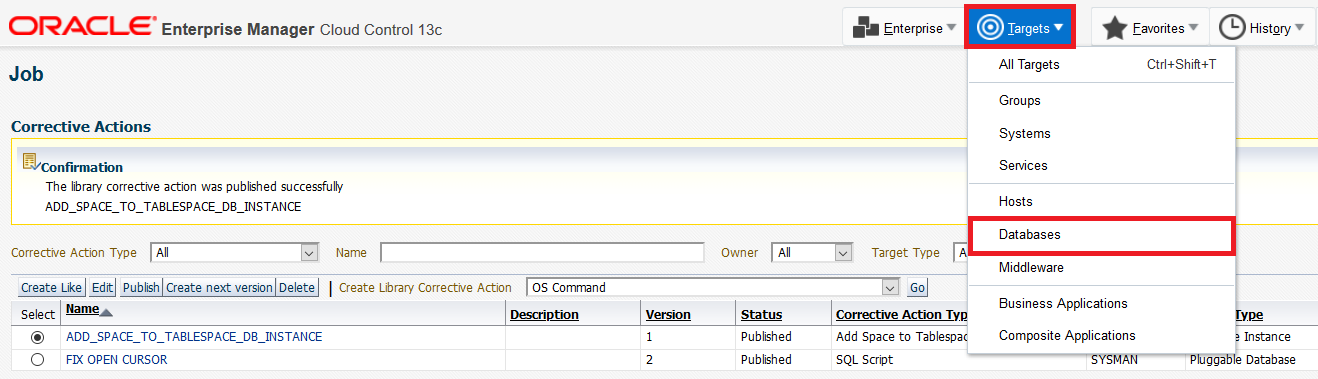 ORACLE Enterprise Manager Cloud Control 13c
Enterprise Targets Favorites History
Job
All Targets Ctrl+Shift+T
Groups
Systems
Services
Hosts
Databases
Middleware
Business Applications
Composite Applications
Corrective Actions
Confirmation
The library corrective action was published successfully
ADD_SPACE_TO_TABLESPACE_DB_INSTANCE
Corrective Action Type All Name Owner All Target Type A
Create Like Edit Publish Create next version Delete Create Library Corrective Action OS Command Go
Select Name Description Version Status Corrective Action Typ Type
ADD_SPACE_TO_TABLESPACE_DB_INSTANCE 1 Published Add Space to Tablespac e Instance
FIX OPEN CURSOR 2 Published SQL Script SYSMAN Pluggable Database